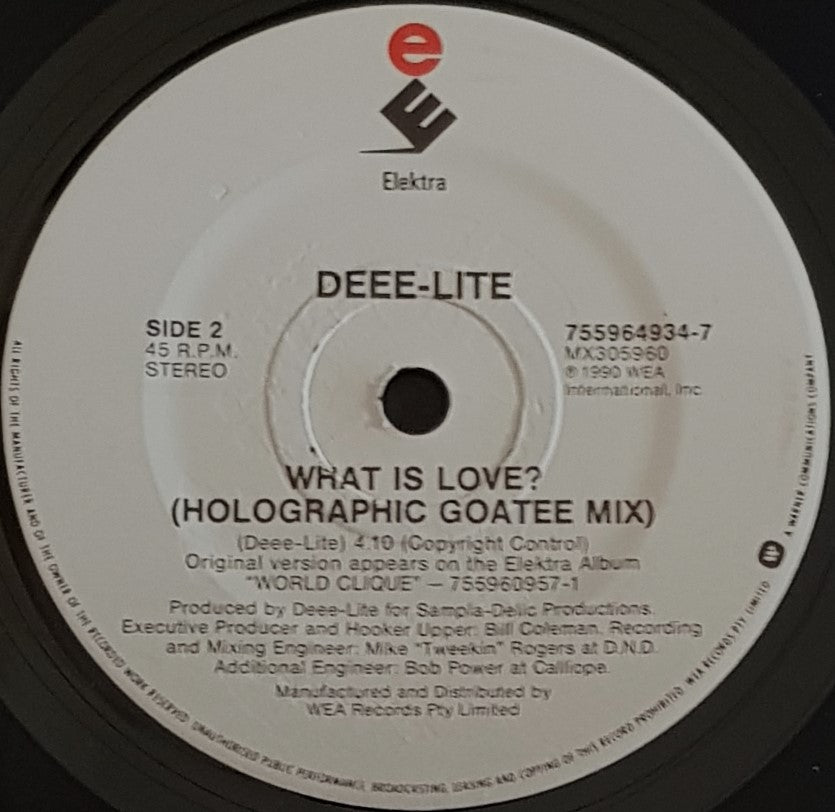 e
Elektra
DEEE-LITE
SIDE 2
45 R.P.M.
STEREO
755964934-7
MX305960
℗ 1990 WEA
International, Inc.
WHAT IS LOVE?
(HOLOGRAPHIC GOATEE MIX)
(Deee-Lite) 4.10 (Copyright Control)
Original version appears on the Elektra Album
"WORLD CLIQUE" — 755960957-1
Produced by Deee-Lite for Sampla-Delic Productions.
Executive Producer and Hooker Upper: Bill Coleman. Recording
and Mixing Engineer: Mike "Tweekin" Rogers at D.N.D.
Additional Engineer: Bob Power at Calliope.
Manufactured and Distributed by
WEA Records Pty Limited
ALL RIGHTS OF THE MANUFACTURER AND OF THE OWNER OF THE RECORDED WORK RESERVED. UNAUTHORISED PUBLIC PERFORMANCE, BROADCASTING, LEASING AND COPYING OF THIS RECORD PROHIBITED. WEA RECORDS PTY. LIMITED A WARNER COMMUNICATIONS COMPANY